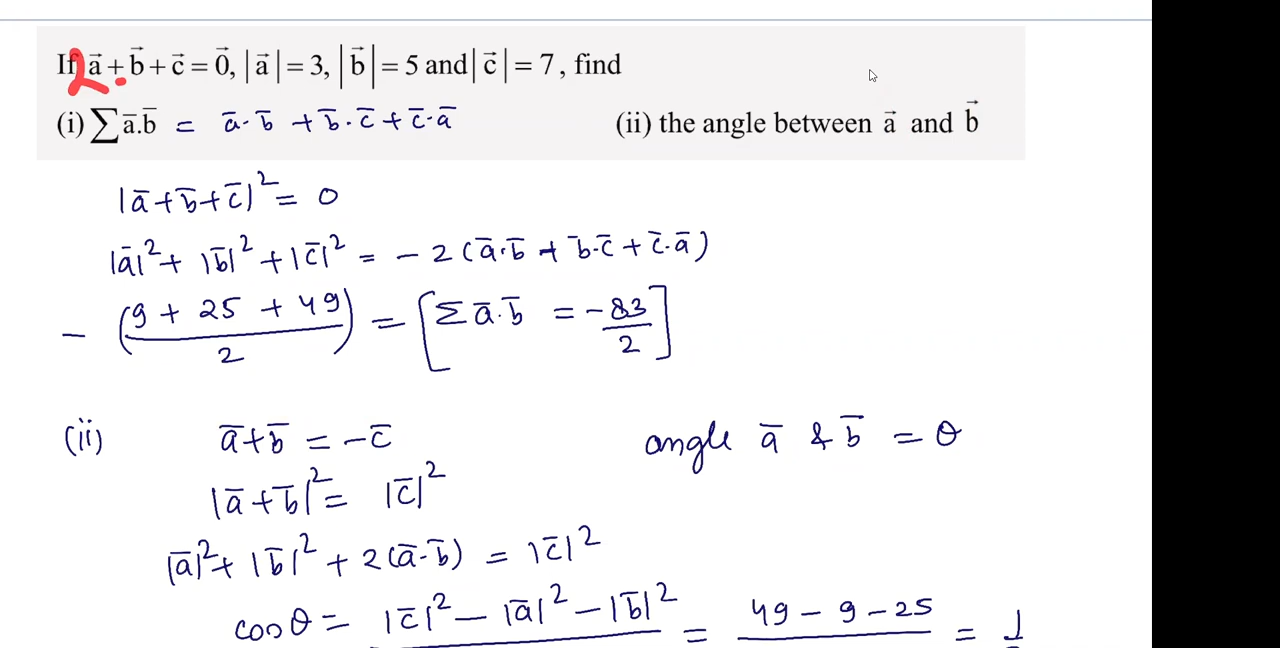 2.
If a⃗ + b⃗ + c⃗ = 0⃗, |a⃗| = 3, |b⃗| = 5 and |c⃗| = 7, find
(i) ∑ a̅.b̅ = a̅·b̅ + b̅·c̅ + c̅·a̅ (ii) the angle between a⃗ and b⃗
|a̅+b̅+c̅|² = 0
|a̅|² + |b̅|² + |c̅|² = -2(a̅·b̅ + b̅·c̅ + c̅·a̅)
-(9 + 25 + 49)/2 = [Σ a̅·b̅ = -83/2]
(ii) a̅+b̅ = -c̅ angle a̅ & b̅ = θ
|a̅+b̅|² = |c̅|²
|a̅|² + |b̅|² + 2(a̅·b̅) = |c̅|²
cosθ = |c̅|² - |a̅|² - |b̅|² = 49 - 9 - 25 = 1